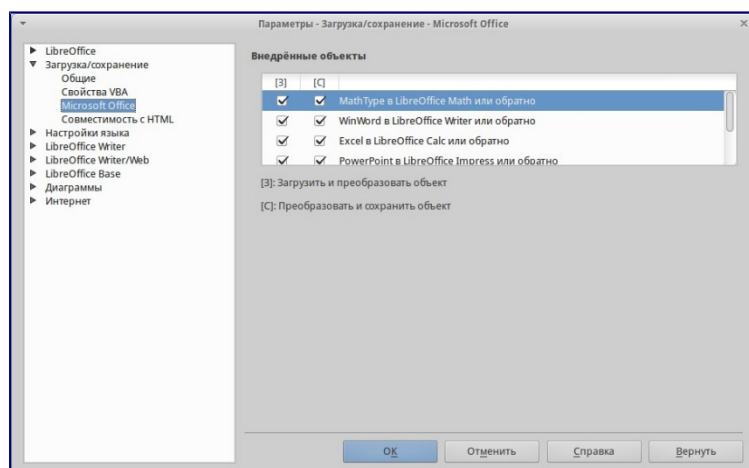 Параметры - Загрузка/сохранение - Microsoft Office
LibreOffice
Загрузка/сохранение
Общие
Свойства VBA
Microsoft Office
Совместимость с HTML
Настройки языка
LibreOffice Writer
LibreOffice Writer/Web
LibreOffice Base
Диаграммы
Интернет
Внедрённые объекты
[З] [С]
MathType в LibreOffice Math или обратно
WinWord в LibreOffice Writer или обратно
Excel в LibreOffice Calc или обратно
PowerPoint в LibreOffice Impress или обратно
[З]: Загрузить и преобразовать объект
[С]: Преобразовать и сохранить объект
ОК Отменить Справка Вернуть